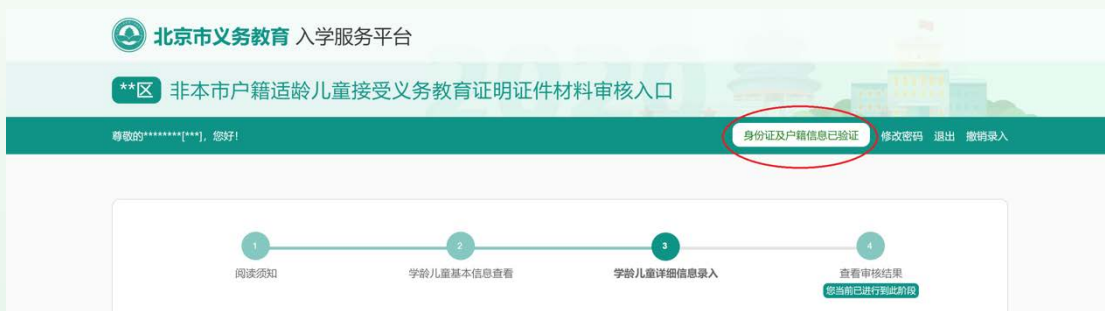 北京市义务教育 入学服务平台
**区 非本市户籍适龄儿童接受义务教育证明证件材料审核入口
尊敬的********[***]，您好！ 身份证及户籍信息已验证 修改密码 退出 撤销录入
1 2 3 4
阅读须知 学龄儿童基本信息查看 学龄儿童详细信息录入 查看审核结果
您当前已进行到此阶段